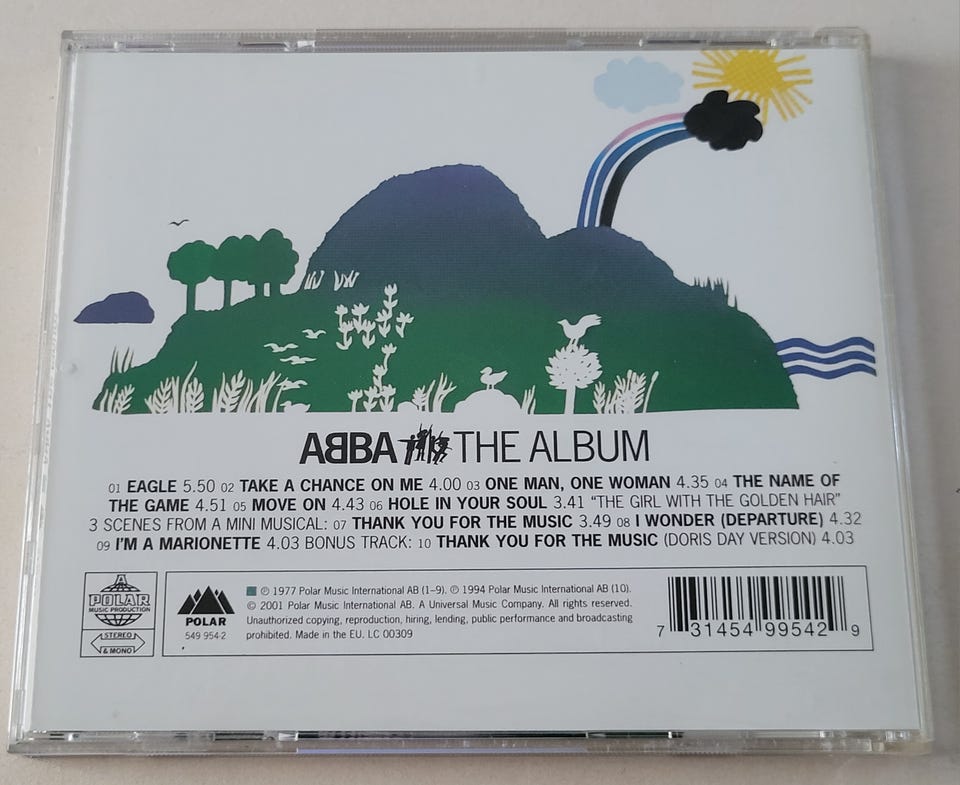 ABBA THE ALBUM
01 EAGLE 5.50 02 TAKE A CHANCE ON ME 4.00 03 ONE MAN, ONE WOMAN 4.35 04 THE NAME OF
THE GAME 4.51 05 MOVE ON 4.43 06 HOLE IN YOUR SOUL 3.41 “THE GIRL WITH THE GOLDEN HAIR”
3 SCENES FROM A MINI MUSICAL: 07 THANK YOU FOR THE MUSIC 3.49 08 I WONDER (DEPARTURE) 4.32
09 I'M A MARIONETTE 4.03 BONUS TRACK: 10 THANK YOU FOR THE MUSIC (DORIS DAY VERSION) 4.03
A
POLAR
MUSIC PRODUCTION
STEREO
& MONO
POLAR
549 954-2
℗ 1977 Polar Music International AB (1–9). ℗ 1994 Polar Music International AB (10).
© 2001 Polar Music International AB. A Universal Music Company. All rights reserved.
Unauthorized copying, reproduction, hiring, lending, public performance and broadcasting
prohibited. Made in the EU. LC 00309
7 31454 99542 9